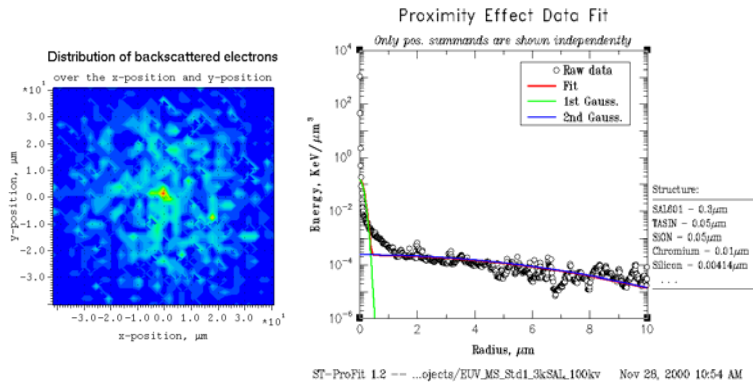 Distribution of backscattered electrons
over the x-position and y-position
*10¹
3.0
2.0
1.0
0.0
-1.0
-2.0
-3.0
y-position, μm
-3.0 -2.0 -1.0 0.0 1.0 2.0 3.0 *10¹
x-position, μm
Proximity Effect Data Fit
Only pos. summands are shown independently
10⁴
10²
10⁰
10⁻²
10⁻⁴
10⁻⁶
Energy, KeV/μm³
Raw data
Fit
1st Gauss.
2nd Gauss.
0 2 4 6 8 10
Radius, μm
Structure:
SAL601 - 0.3μm
TASIN - 0.05μm
SiON - 0.05μm
Chromium - 0.01μm
Silicon - 0.00414μm
...
ST-ProFit 1.2 -- ...ojects/EUV_MS_Std1_3kSAL_100kv Nov 28, 2000 10:54 AM